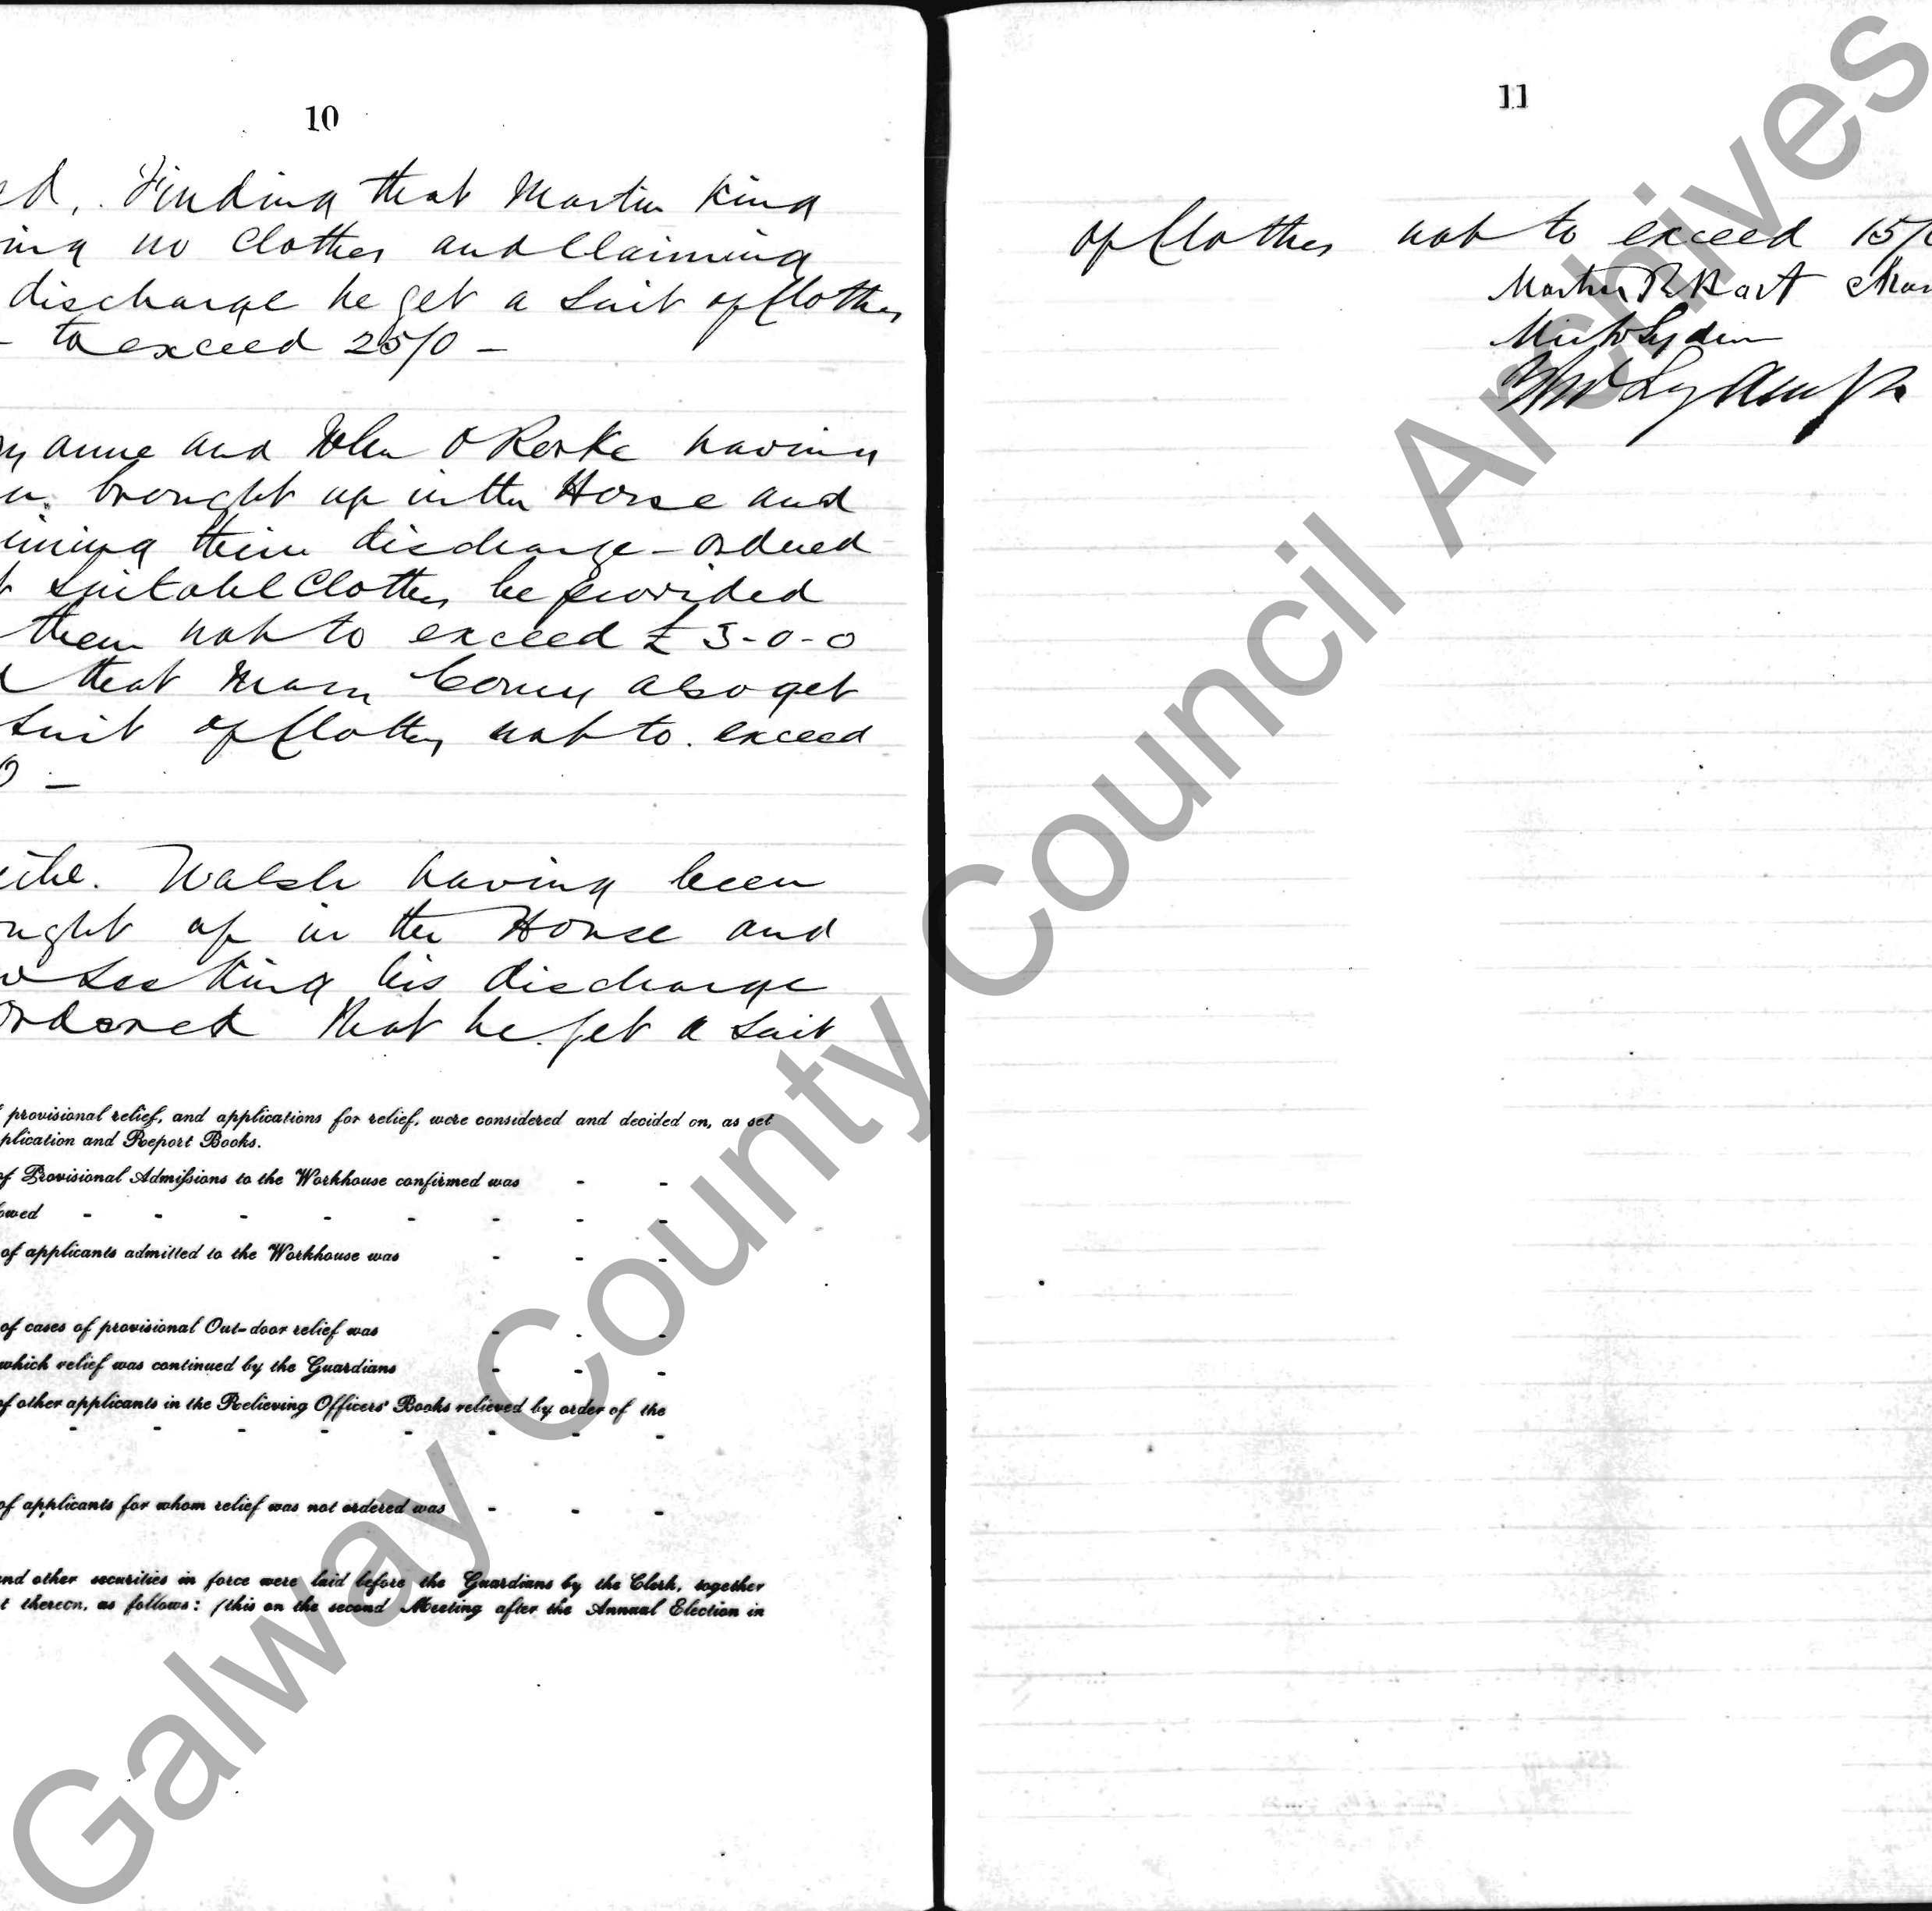 10
Finding that Martin King
no Clothes and Claiming
discharge he get a Suit of Clothes
to exceed 25/0 -
anne and John O Rorke having
brought up in the House and
their discharge - ordered
Suitable Clothes be provided
them not to exceed £ 3-0-0
that Mary also get
Suit of Clothes not to exceed
Walsh having been
up in the House and
Seeking his discharge
Ordered that he get a Suit
provisional relief, and applications for relief, were considered and decided on, as set
plication and Report Books.
of Provisional Admissions to the Workhouse confirmed was - -
owed - - - - - - - -
of applicants admitted to the Workhouse was - - -
of cases of provisional Out-door relief was - - -
which relief was continued by the Guardians - - -
of other applicants in the Relieving Officers' Books relieved by order of the
- - - - - - - -
of applicants for whom relief was not ordered was - - -
and other securities in force were laid before the Guardians by the Clerk, together
t thereon, as follows: (this on the second Meeting after the Annual Election in
11
of Clothes not to exceed 15/
Martin
Lyden
Galway County Council Archives